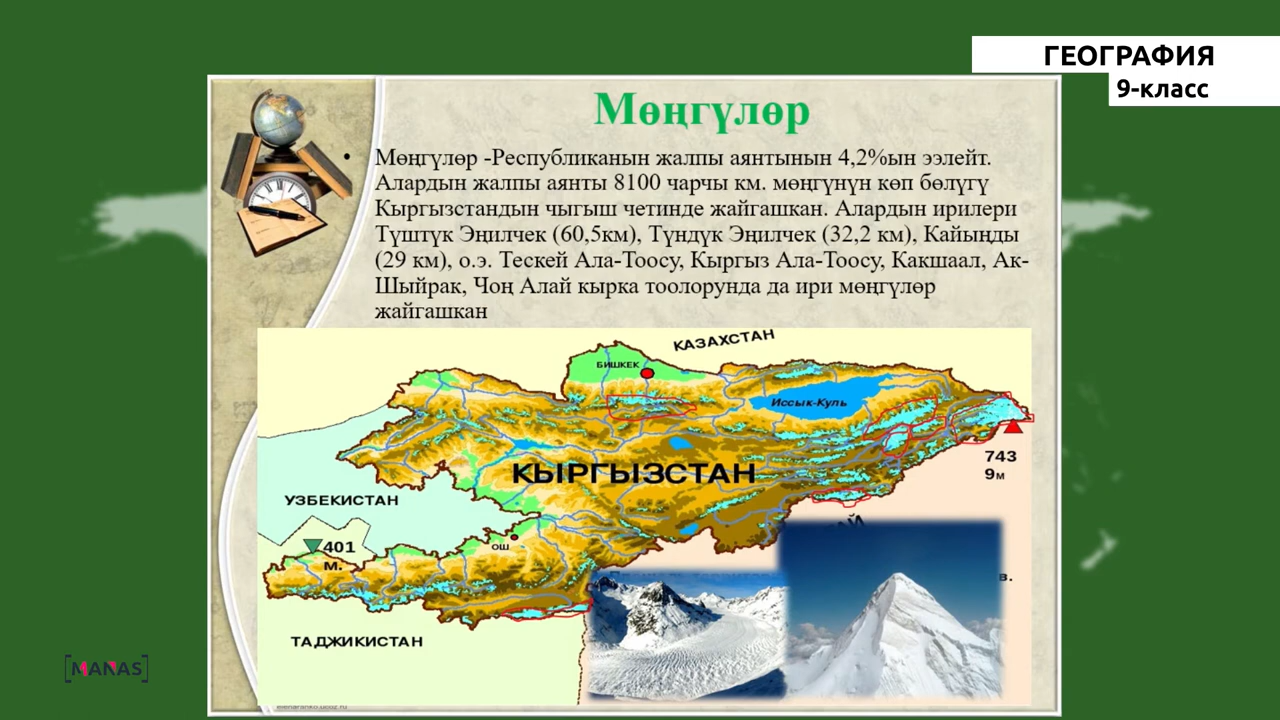 ГЕОГРАФИЯ
9-класс
Мөңгүлөр
• Мөңгүлөр -Республиканын жалпы аянтынын 4,2%ын ээлейт.
Алардын жалпы аянты 8100 чарчы км. мөңгүнүн көп бөлүгү
Кыргызстандын чыгыш четинде жайгашкан. Алардын ирилери
Түштүк Эңилчек (60,5км), Түндүк Эңилчек (32,2 км), Кайыңды
(29 км), о.э. Тескей Ала-Тоосу, Кыргыз Ала-Тоосу, Какшаал, Ак-
Шыйрак, Чоң Алай кырка тоолорунда да ири мөңгүлөр
жайгашкан
КАЗАХСТАН
БИШКЕК
Иссык-Куль
КЫРГЫЗСТАН
743
9м
УЗБЕКИСТАН
ОШ
401
м.
в.
ТАДЖИКИСТАН
[MANAS]